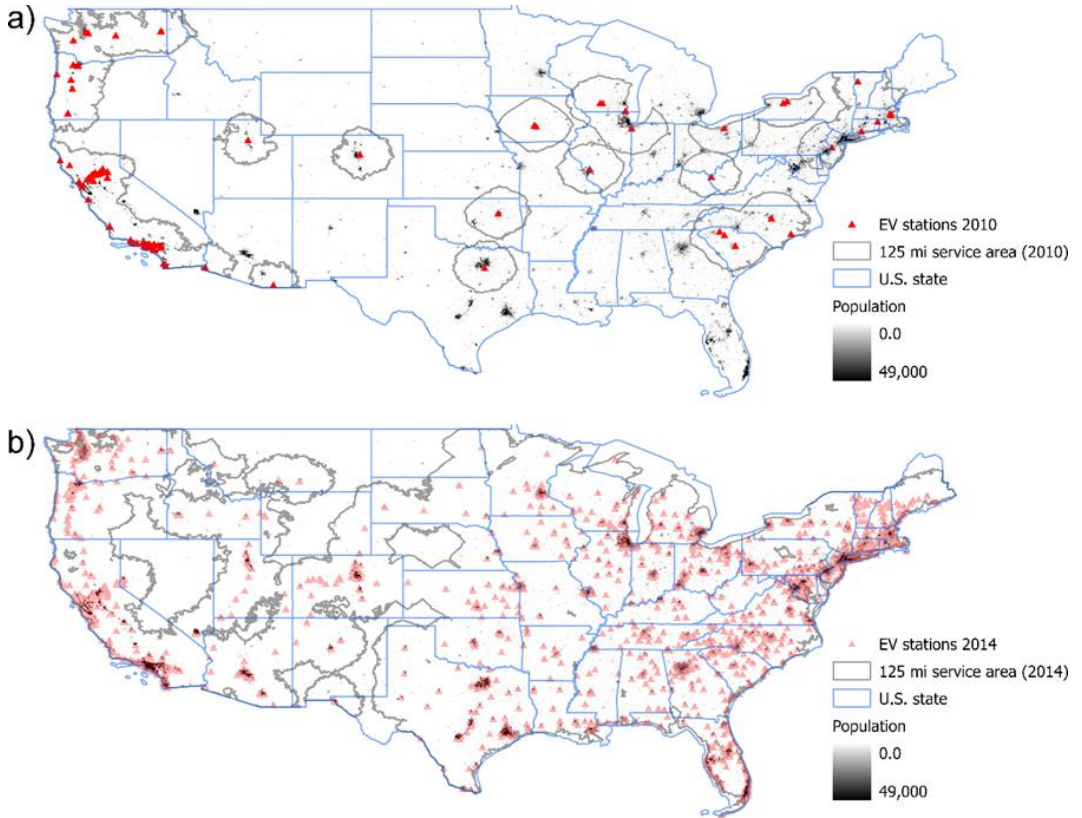 a)
EV stations 2010
125 mi service area (2010)
U.S. state
Population
0.0
49,000
b)
EV stations 2014
125 mi service area (2014)
U.S. state
Population
0.0
49,000